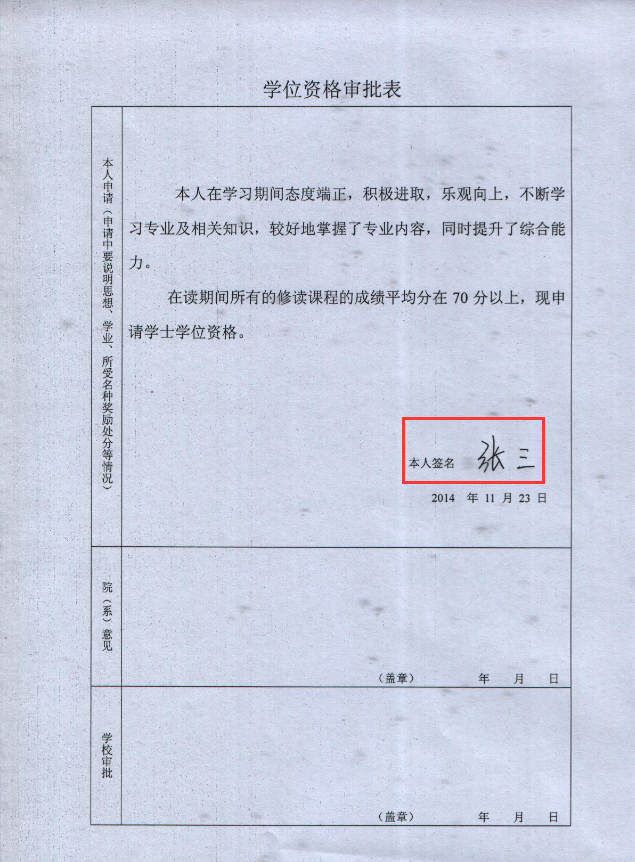 学位资格审批表
本人申请（申请中要说明思想、学业、所受名种奖励处分等情况）
本人在学习期间态度端正，积极进取，乐观向上，不断学
习专业及相关知识，较好地掌握了专业内容，同时提升了综合能
力。
在读期间所有的修读课程的成绩平均分在 70 分以上，现申
请学士学位资格。
本人签名 张三
2014 年 11 月 23 日
院（系）意见
（盖章） 年 月 日
学校审批
（盖章） 年 月 日